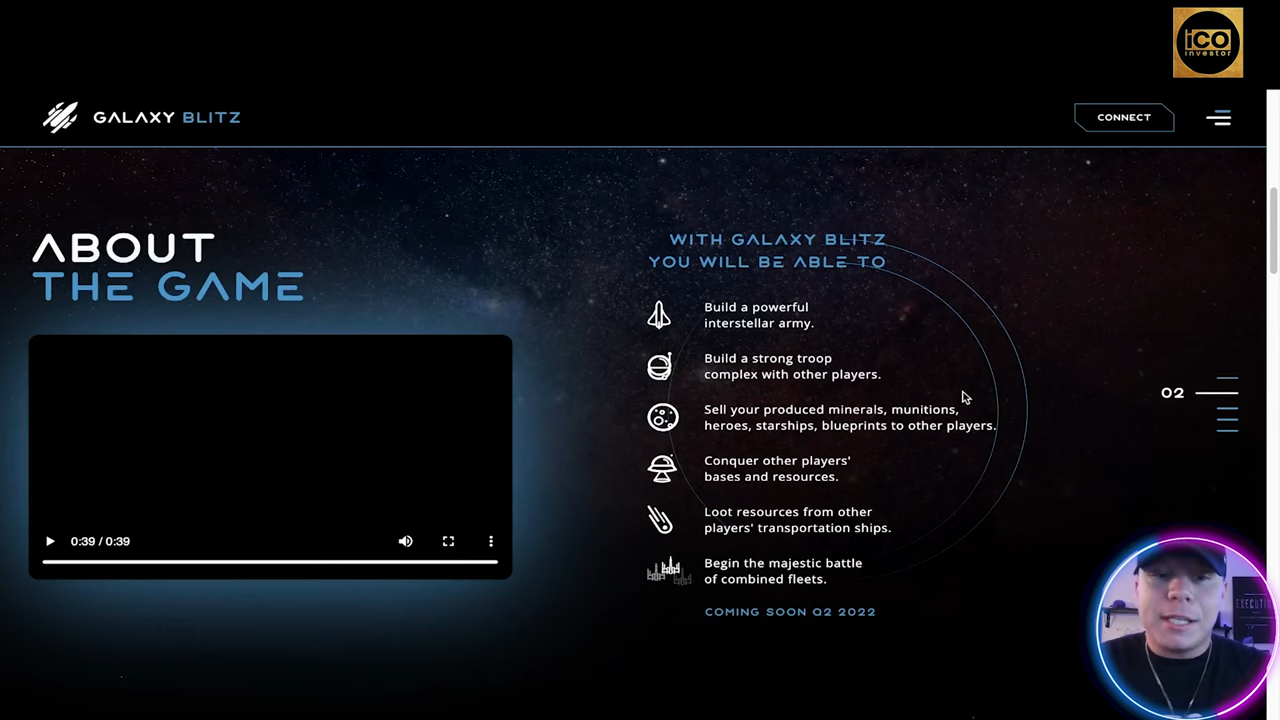 iCO
investor
GALAXY BLITZ
CONNECT
ABOUT
THE GAME
WITH GALAXY BLITZ
YOU WILL BE ABLE TO
Build a powerful
interstellar army.
Build a strong troop
complex with other players.
Sell your produced minerals, munitions,
heroes, starships, blueprints to other players.
Conquer other players'
bases and resources.
Loot resources from other
players' transportation ships.
Begin the majestic battle
of combined fleets.
COMING SOON Q2 2022
02
0:39 / 0:39